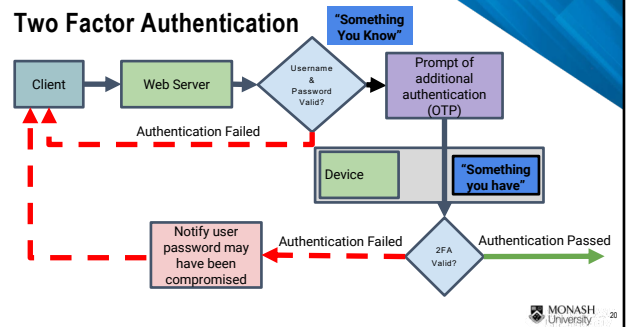 Two Factor Authentication
“Something
You Know”
Client
Web Server
Username
&
Password
Valid?
Prompt of
additional
authentication
(OTP)
Authentication Failed
Device
“Something
you have”
Notify user
password may
have been
compromised
Authentication Failed
2FA
Valid?
Authentication Passed
MONASH
University
20